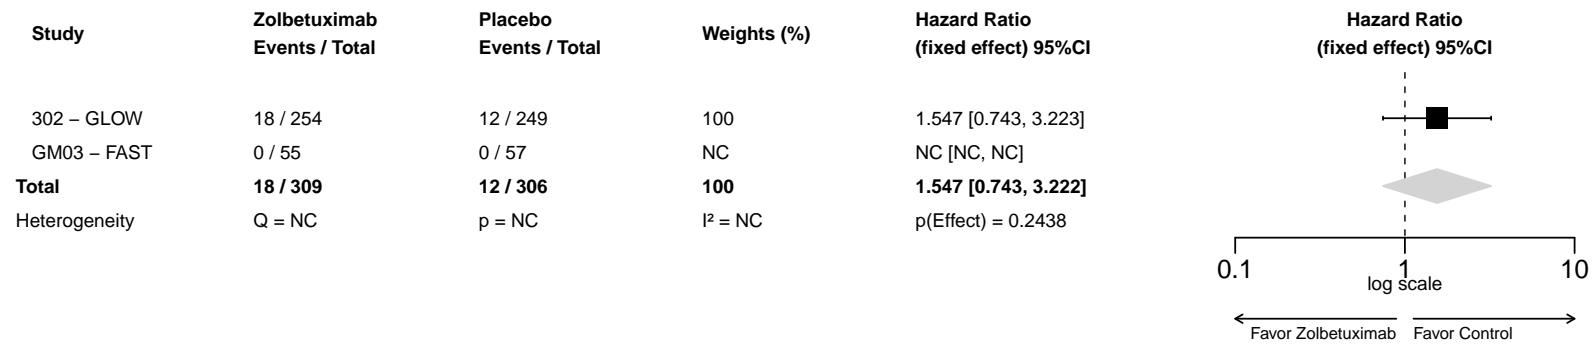 Study Zolbetuximab Events / Total Placebo Events / Total Weights (%) Hazard Ratio (fixed effect) 95%CI Hazard Ratio (fixed effect) 95%CI
302 – GLOW 18 / 254 12 / 249 100 1.547 [0.743, 3.223]
GM03 – FAST 0 / 55 0 / 57 NC NC [NC, NC]
Total 18 / 309 12 / 306 100 1.547 [0.743, 3.222]
Heterogeneity Q = NC p = NC I² = NC p(Effect) = 0.2438
0.1 1 10
log scale
Favor Zolbetuximab Favor Control